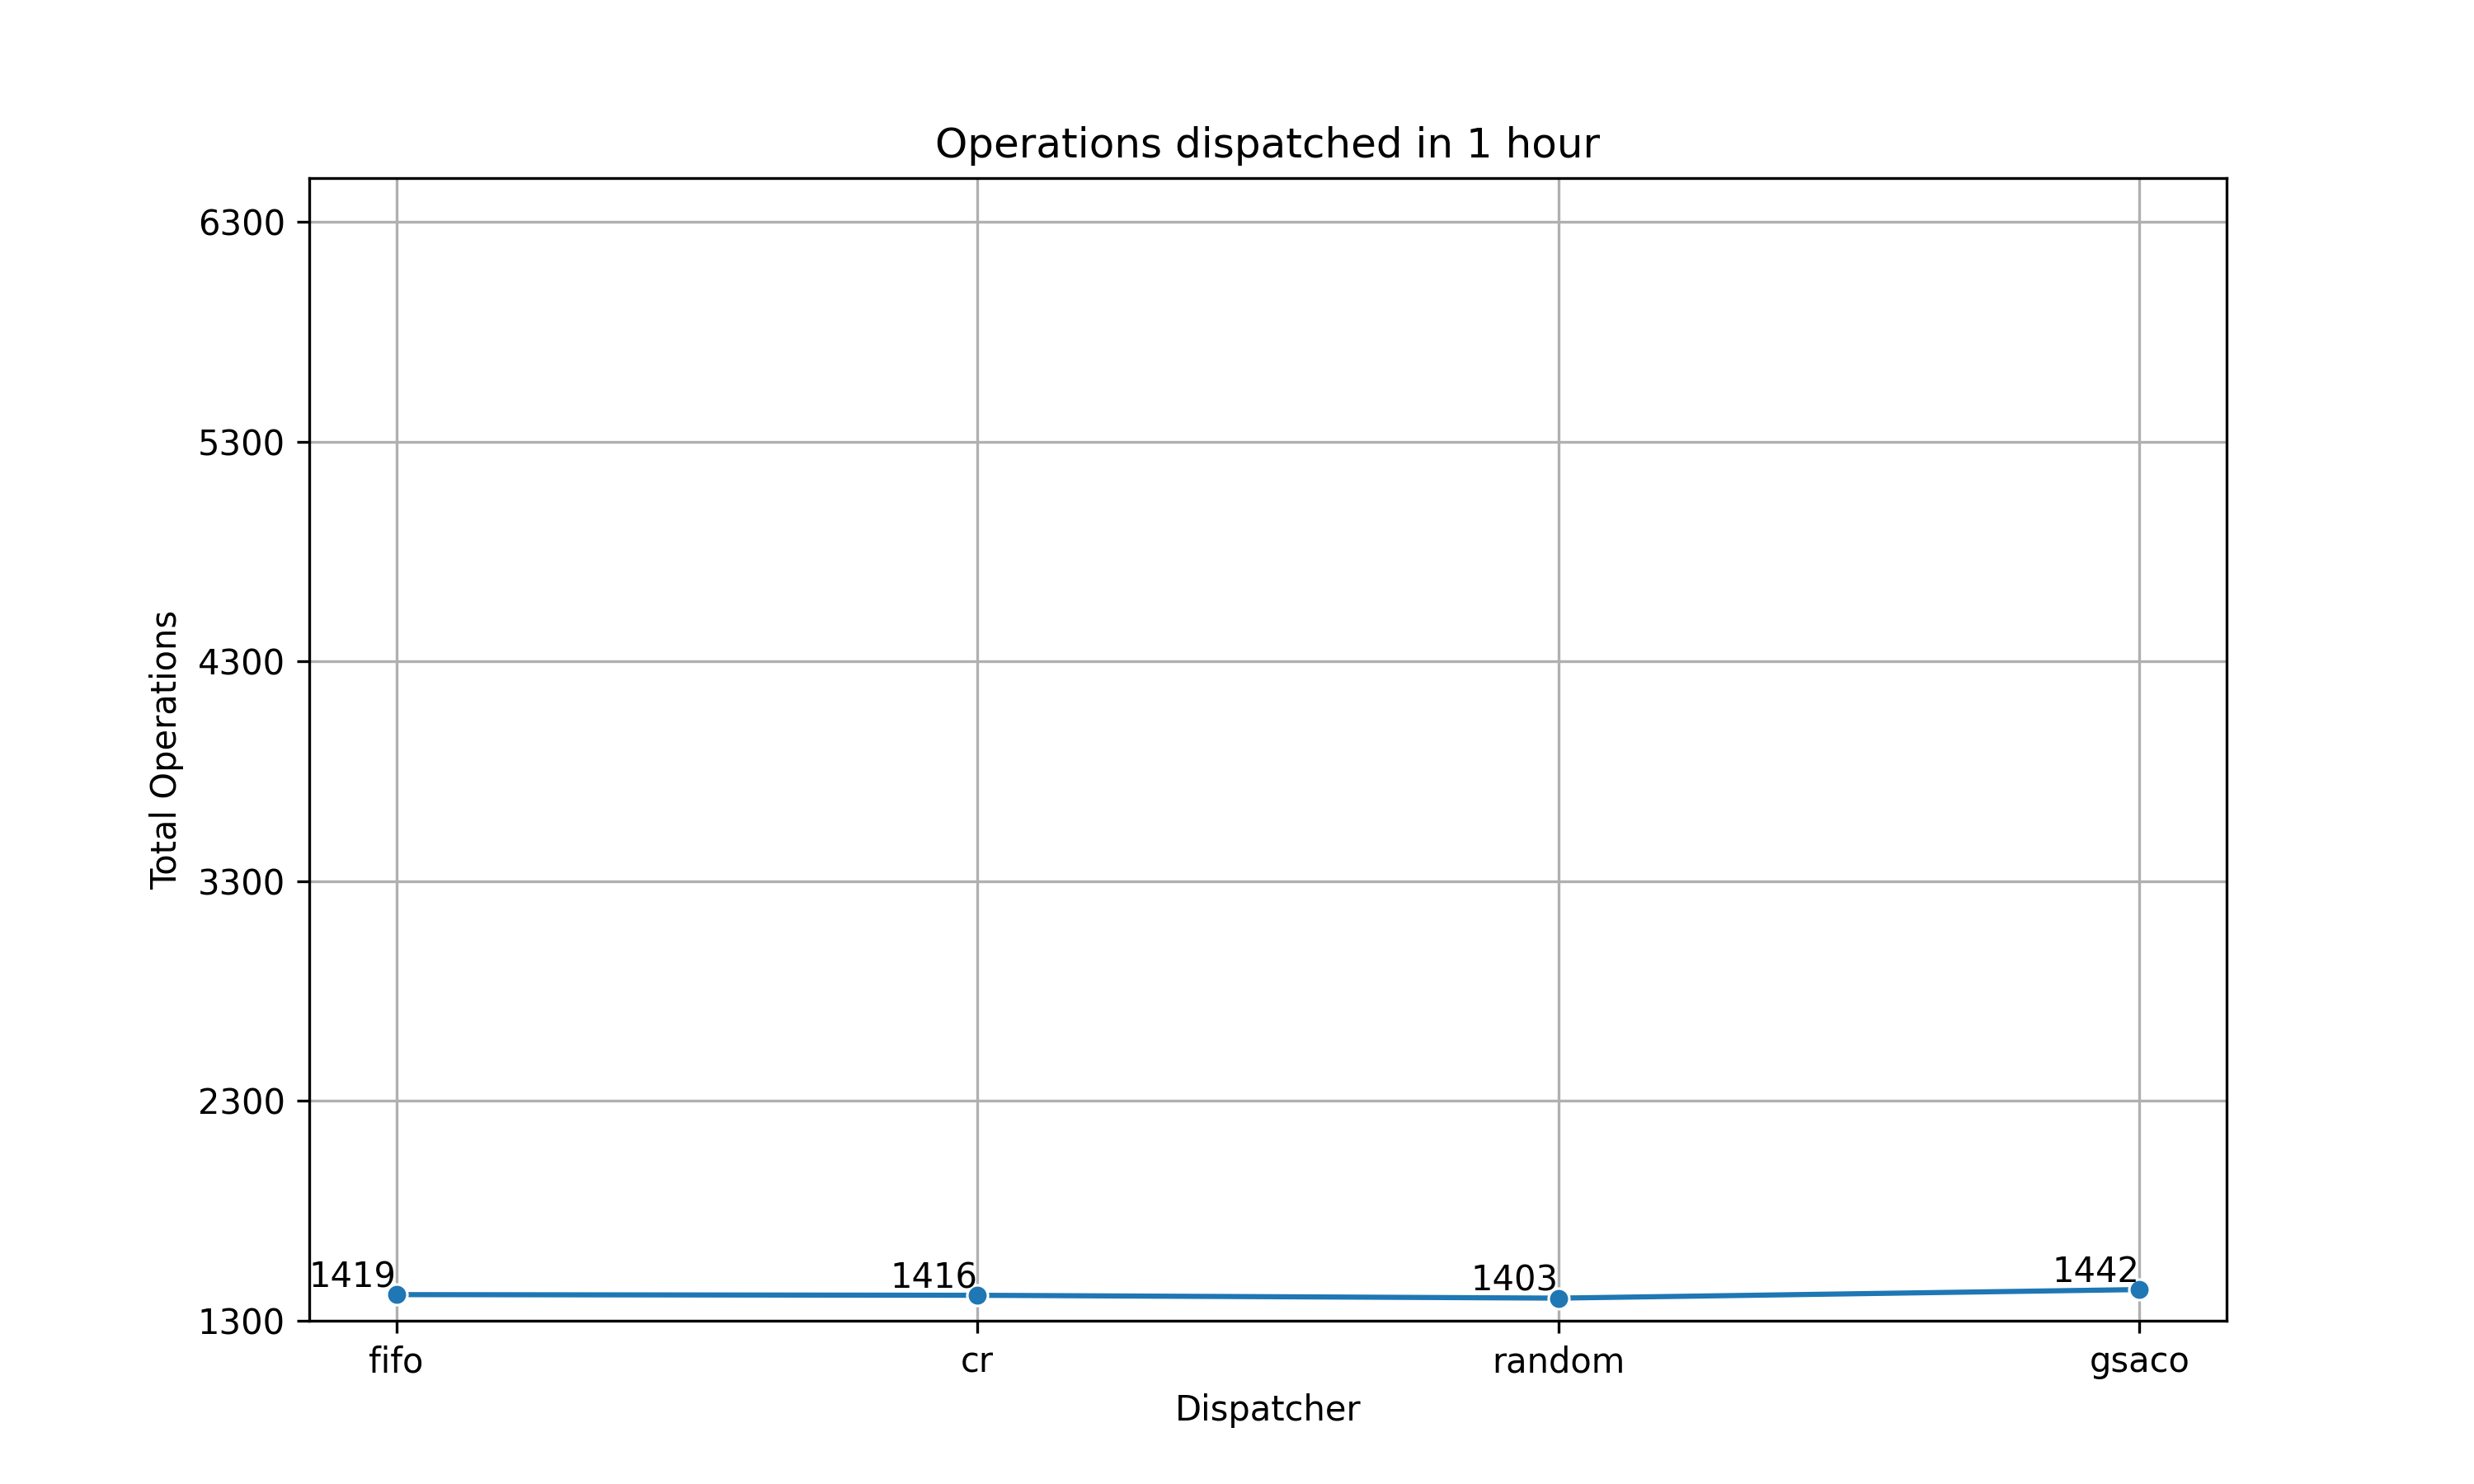 Operations dispatched in 1 hour
6300
5300
4300
3300
2300
1300
Total Operations
1419
1416
1403
1442
fifo
cr
random
gsaco
Dispatcher